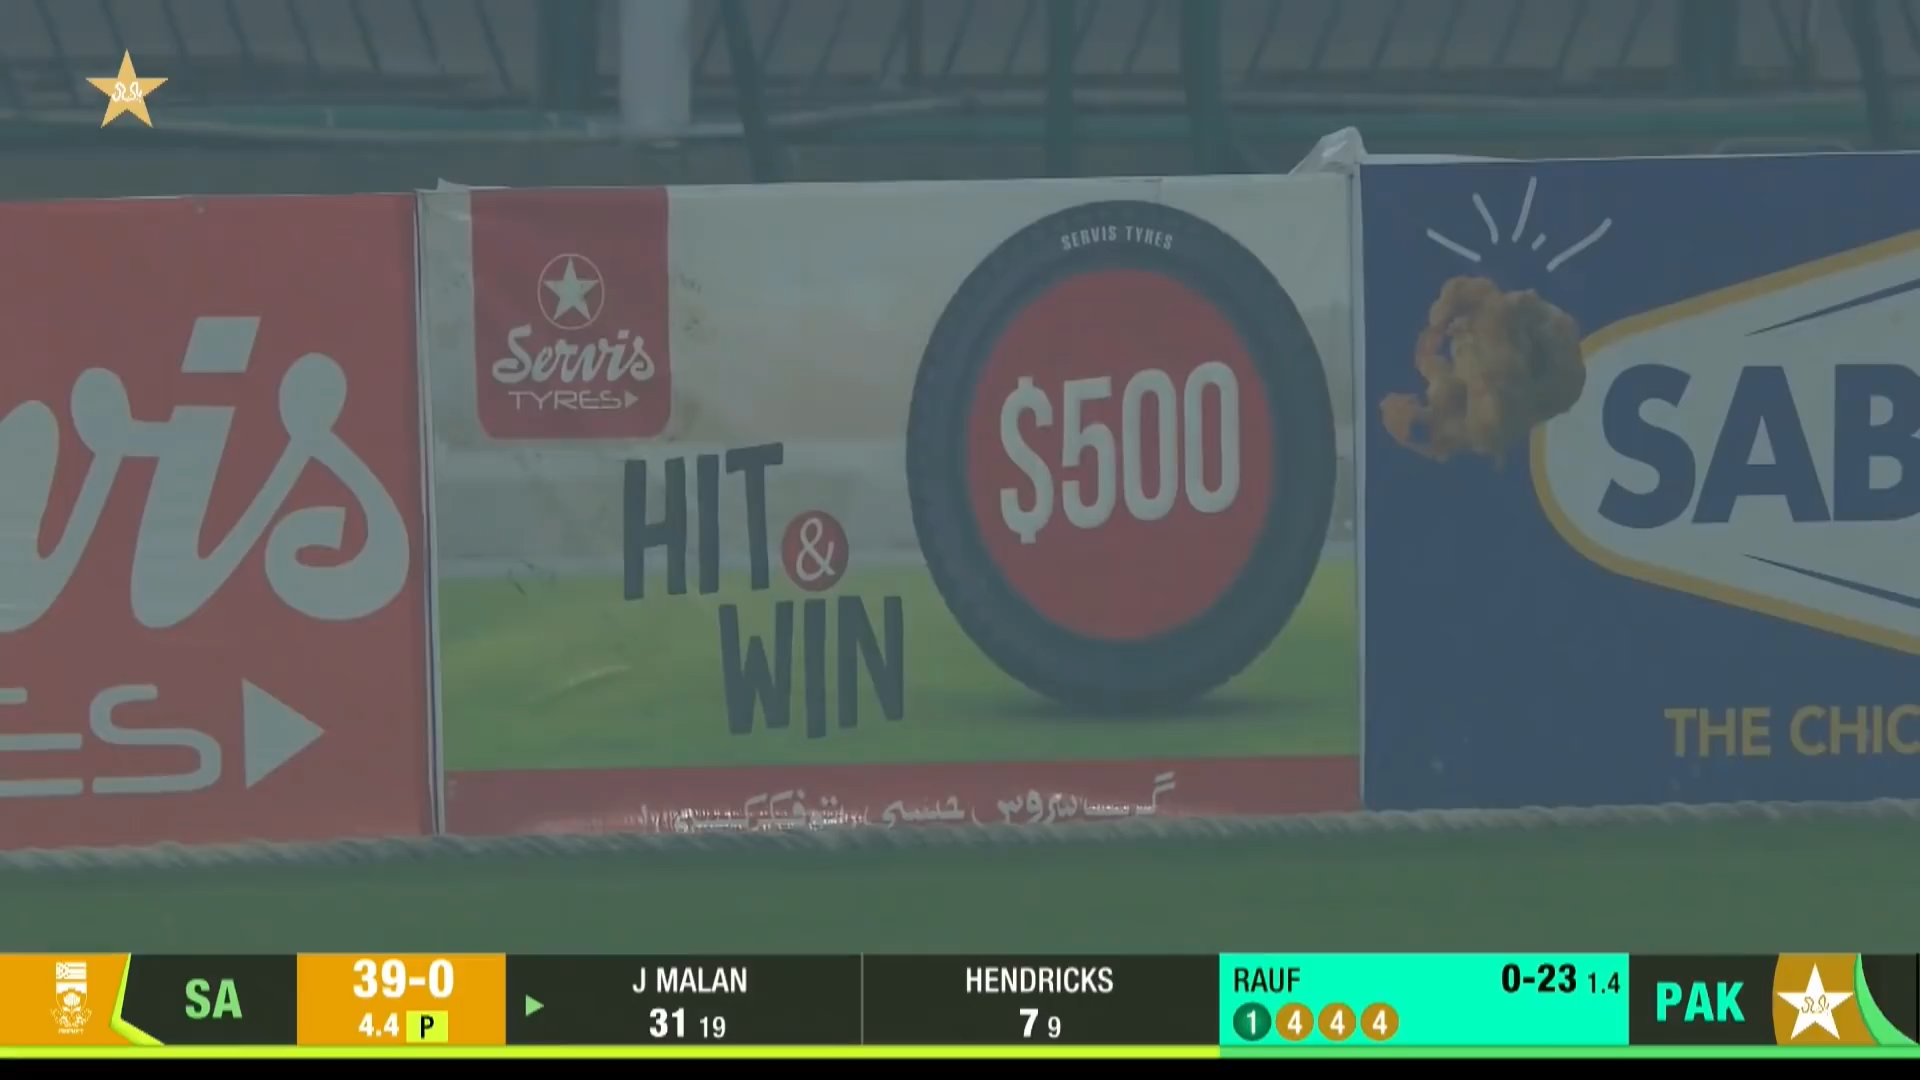 vis
ES
Servis
TYRES
HIT
&
WIN
SERVIS TYRES
$500
SAB
THE CHIC
SA
39-0
4.4 P
J MALAN
31 19
HENDRICKS
7 9
RAUF 0-23 1.4
1 4 4 4
PAK